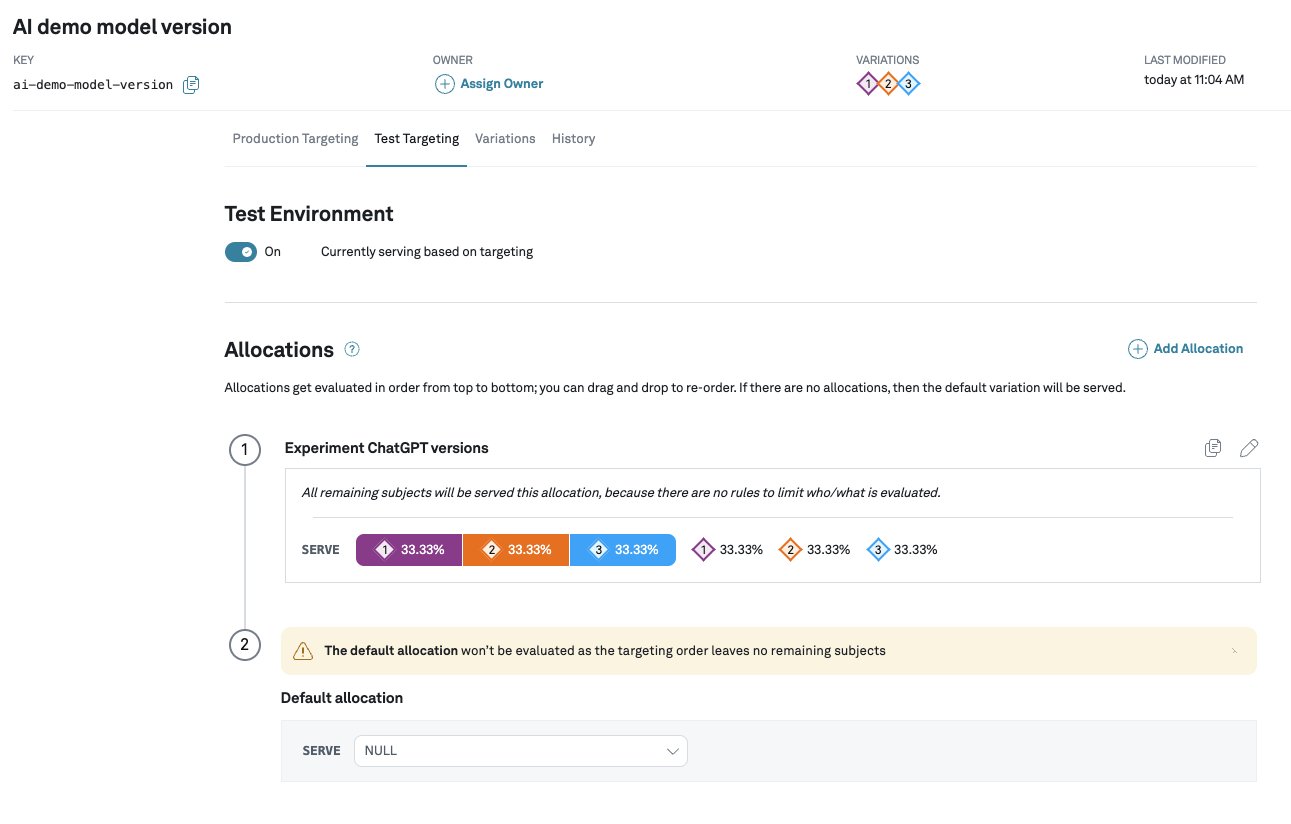 AI demo model version
KEY OWNER VARIATIONS LAST MODIFIED
ai-demo-model-version Assign Owner 1 2 3 today at 11:04 AM
Production Targeting Test Targeting Variations History
Test Environment
On Currently serving based on targeting
Allocations ? Add Allocation
Allocations get evaluated in order from top to bottom; you can drag and drop to re-order. If there are no allocations, then the default variation will be served.
1 Experiment ChatGPT versions
All remaining subjects will be served this allocation, because there are no rules to limit who/what is evaluated.
SERVE 1 33.33% 2 33.33% 3 33.33% 1 33.33% 2 33.33% 3 33.33%
2 The default allocation won't be evaluated as the targeting order leaves no remaining subjects
Default allocation
SERVE NULL